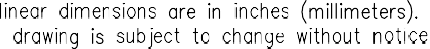 linear dimensions are in inches (millimeters).
drawing is subject to change without notice